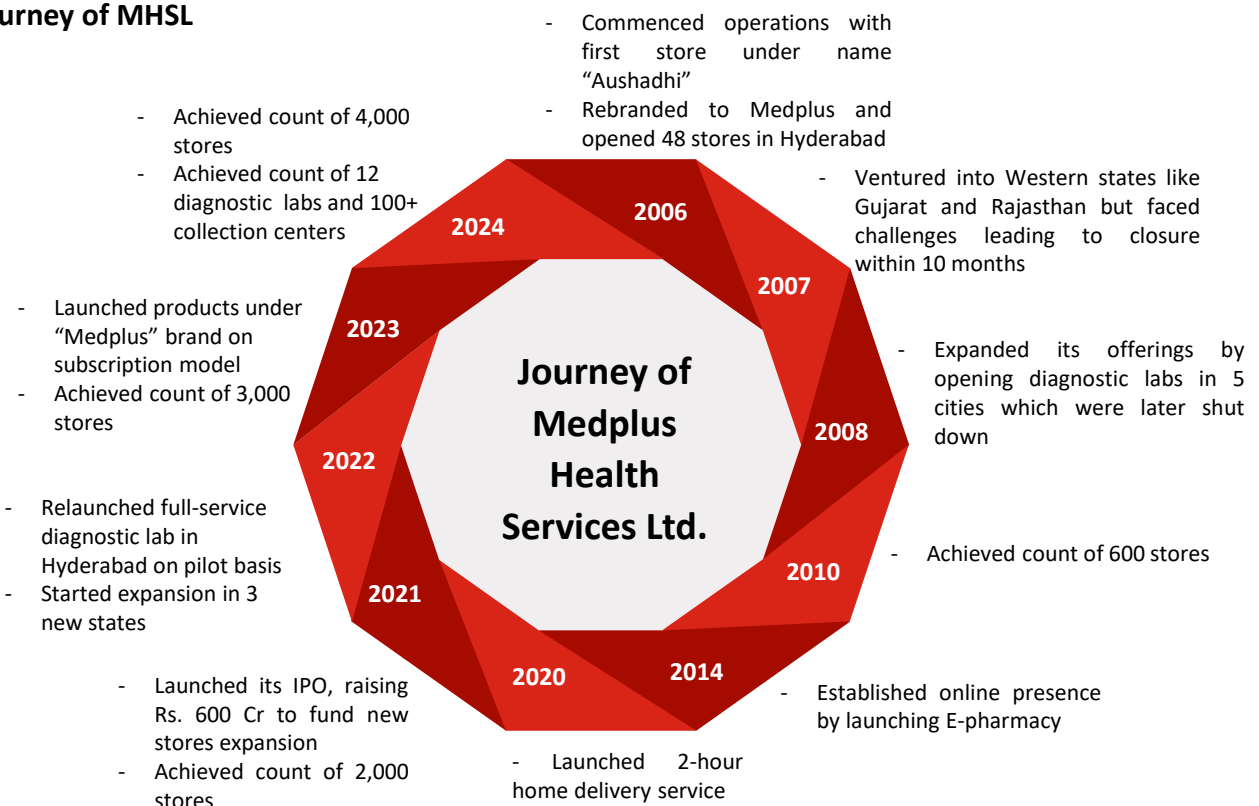 urney of MHSL
- Commenced operations with
first store under name
“Aushadhi”
- Rebranded to Medplus and
opened 48 stores in Hyderabad
2006
- Ventured into Western states like
Gujarat and Rajasthan but faced
challenges leading to closure
within 10 months
2007
- Expanded its offerings by
opening diagnostic labs in 5
cities which were later shut
down
2008
- Achieved count of 600 stores
2010
- Established online presence
by launching E-pharmacy
2014
- Launched 2-hour
home delivery service
2020
- Launched its IPO, raising
Rs. 600 Cr to fund new
stores expansion
- Achieved count of 2,000
stores
2021
- Relaunched full-service
diagnostic lab in
Hyderabad on pilot basis
- Started expansion in 3
new states
2022
- Launched products under
“Medplus” brand on
subscription model
- Achieved count of 3,000
stores
2023
- Achieved count of 4,000
stores
- Achieved count of 12
diagnostic labs and 100+
collection centers
2024
Journey of
Medplus
Health
Services Ltd.